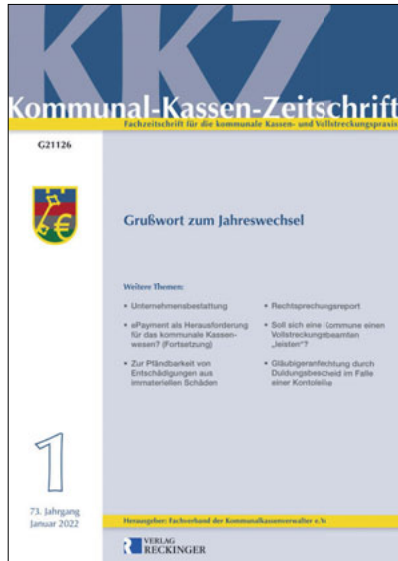 KKZ
Kommunal-Kassen-Zeitschrift
Fachzeitschrift für die kommunale Kassen- und Vollstreckungspraxis
G21126
Grußwort zum Jahreswechsel
Weitere Themen:
• Unternehmensbestattung
• ePayment als Herausforderung
für das kommunale Kassen-
wesen? (Fortsetzung)
• Zur Pfändbarkeit von
Entschädigungen aus
immateriellen Schäden
• Rechtsprechungsreport
• Soll sich eine Kommune einen
Vollstreckungsbeamten
„leisten"?
• Gläubigeranfechtung durch
Duldungsbescheid im Falle
einer Kontoleihe
1
73. Jahrgang
Januar 2022
Herausgeber: Fachverband der Kommunalkassenverwalter e.V.
VERLAG
RECKINGER